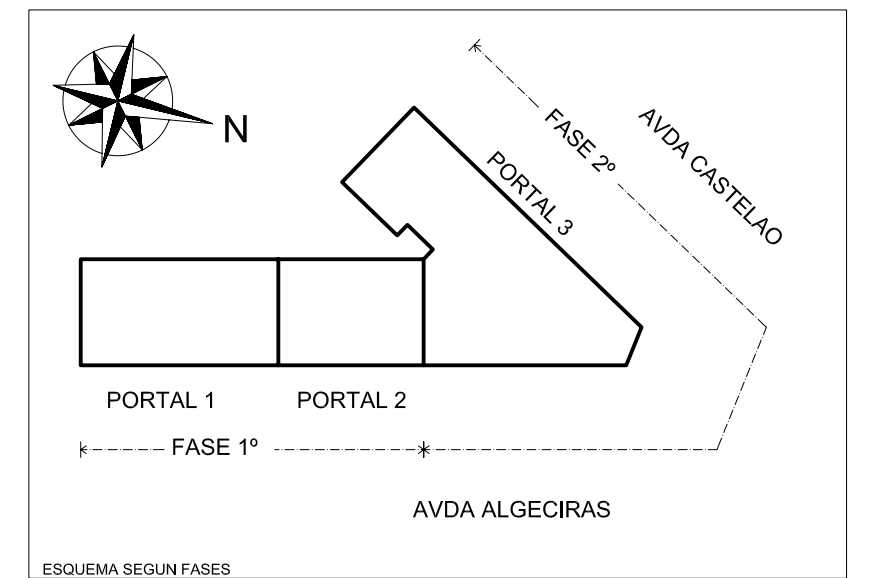 N
FASE 2º
AVDA CASTELAO
PORTAL 3
PORTAL 1
PORTAL 2
FASE 1º
AVDA ALGECIRAS
ESQUEMA SEGUN FASES